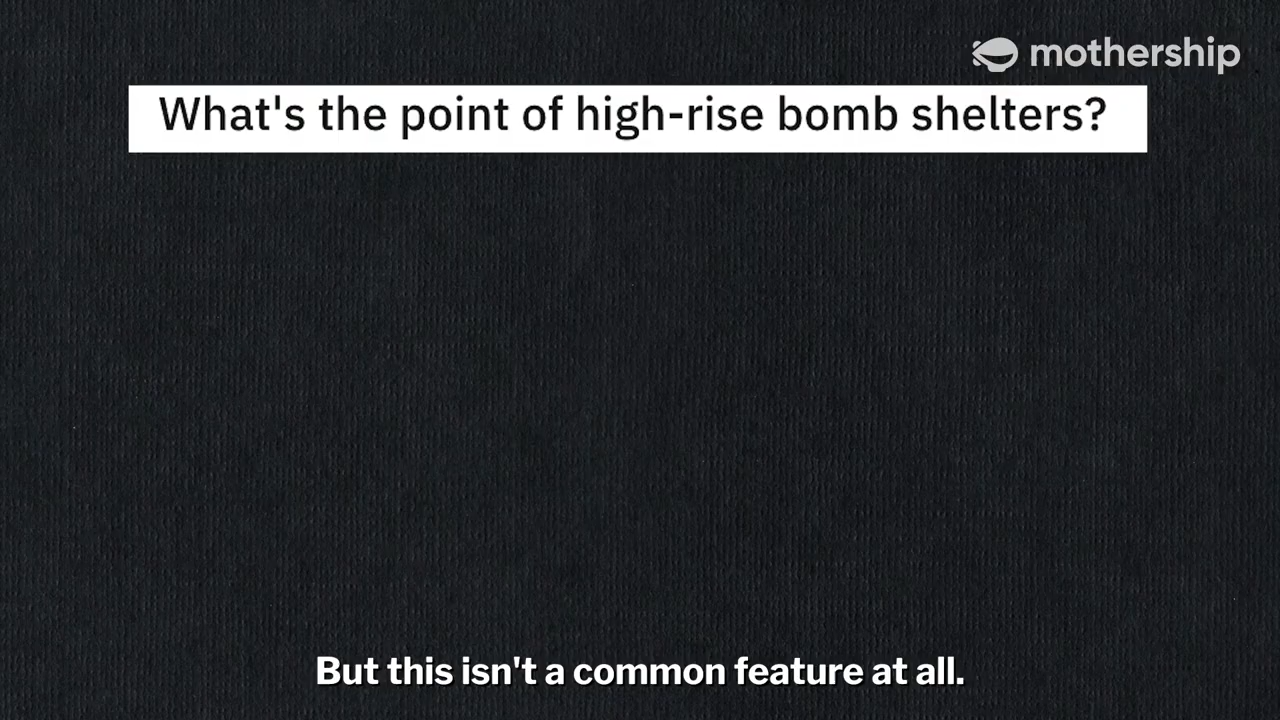 mothership
What's the point of high-rise bomb shelters?
But this isn't a common feature at all.